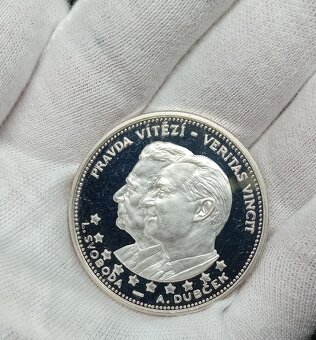 PRAVDA VÍTĚZÍ - VERITAS VINCIT
L. SVOBODA — A. DUBČEK